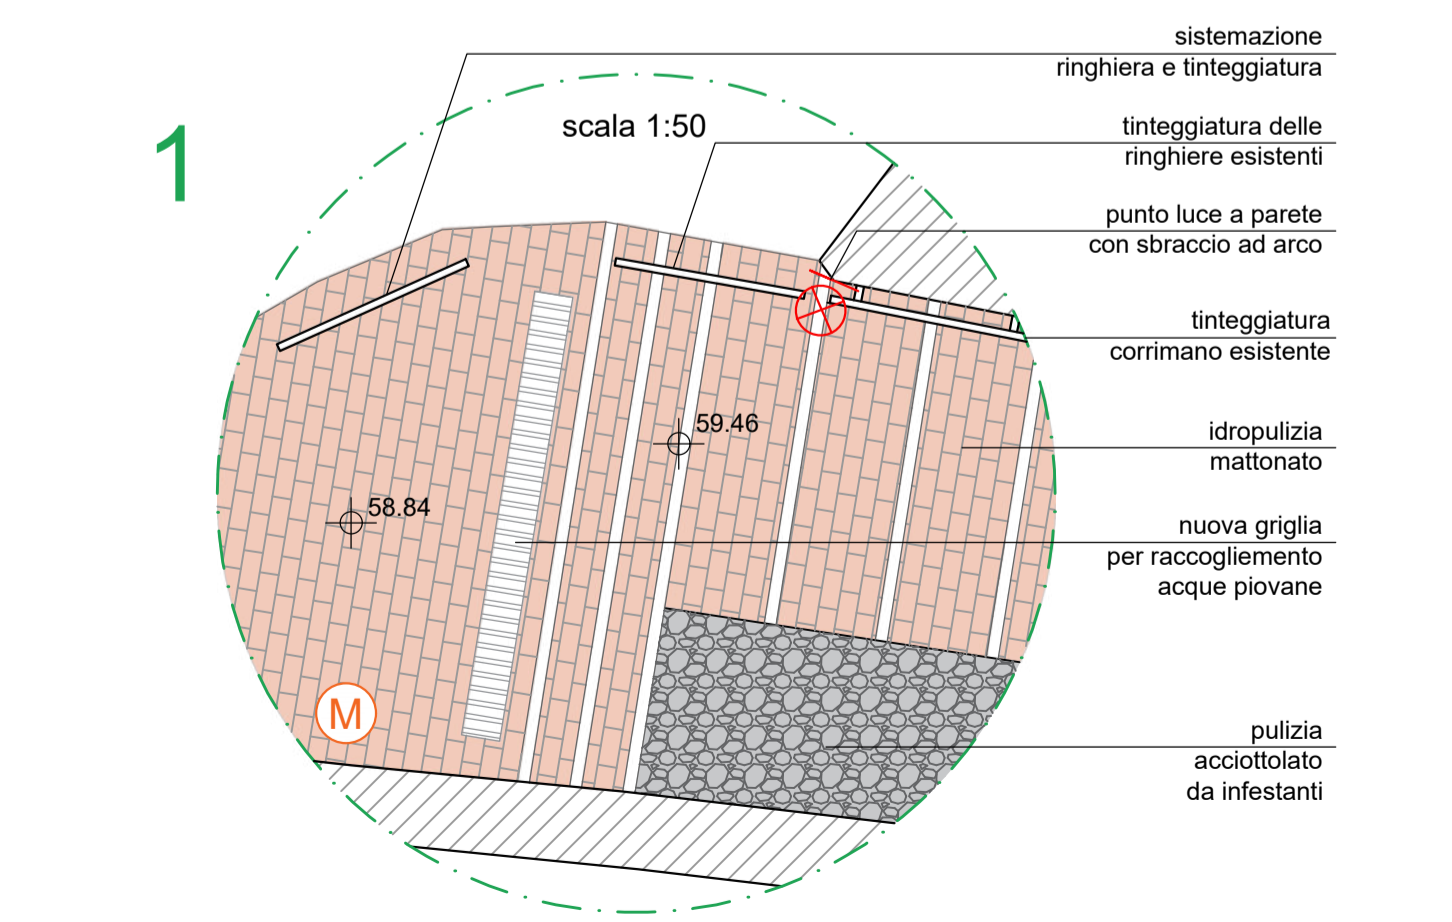 sistemazione
ringhiera e tinteggiatura
1
scala 1:50
tinteggiatura delle
ringhiere esistenti
punto luce a parete
con sbraccio ad arco
tinteggiatura
corrimano esistente
59.46
idropulizia
mattonato
58.84
nuova griglia
per raccogliemento
acque piovane
M
pulizia
acciottolato
da infestanti